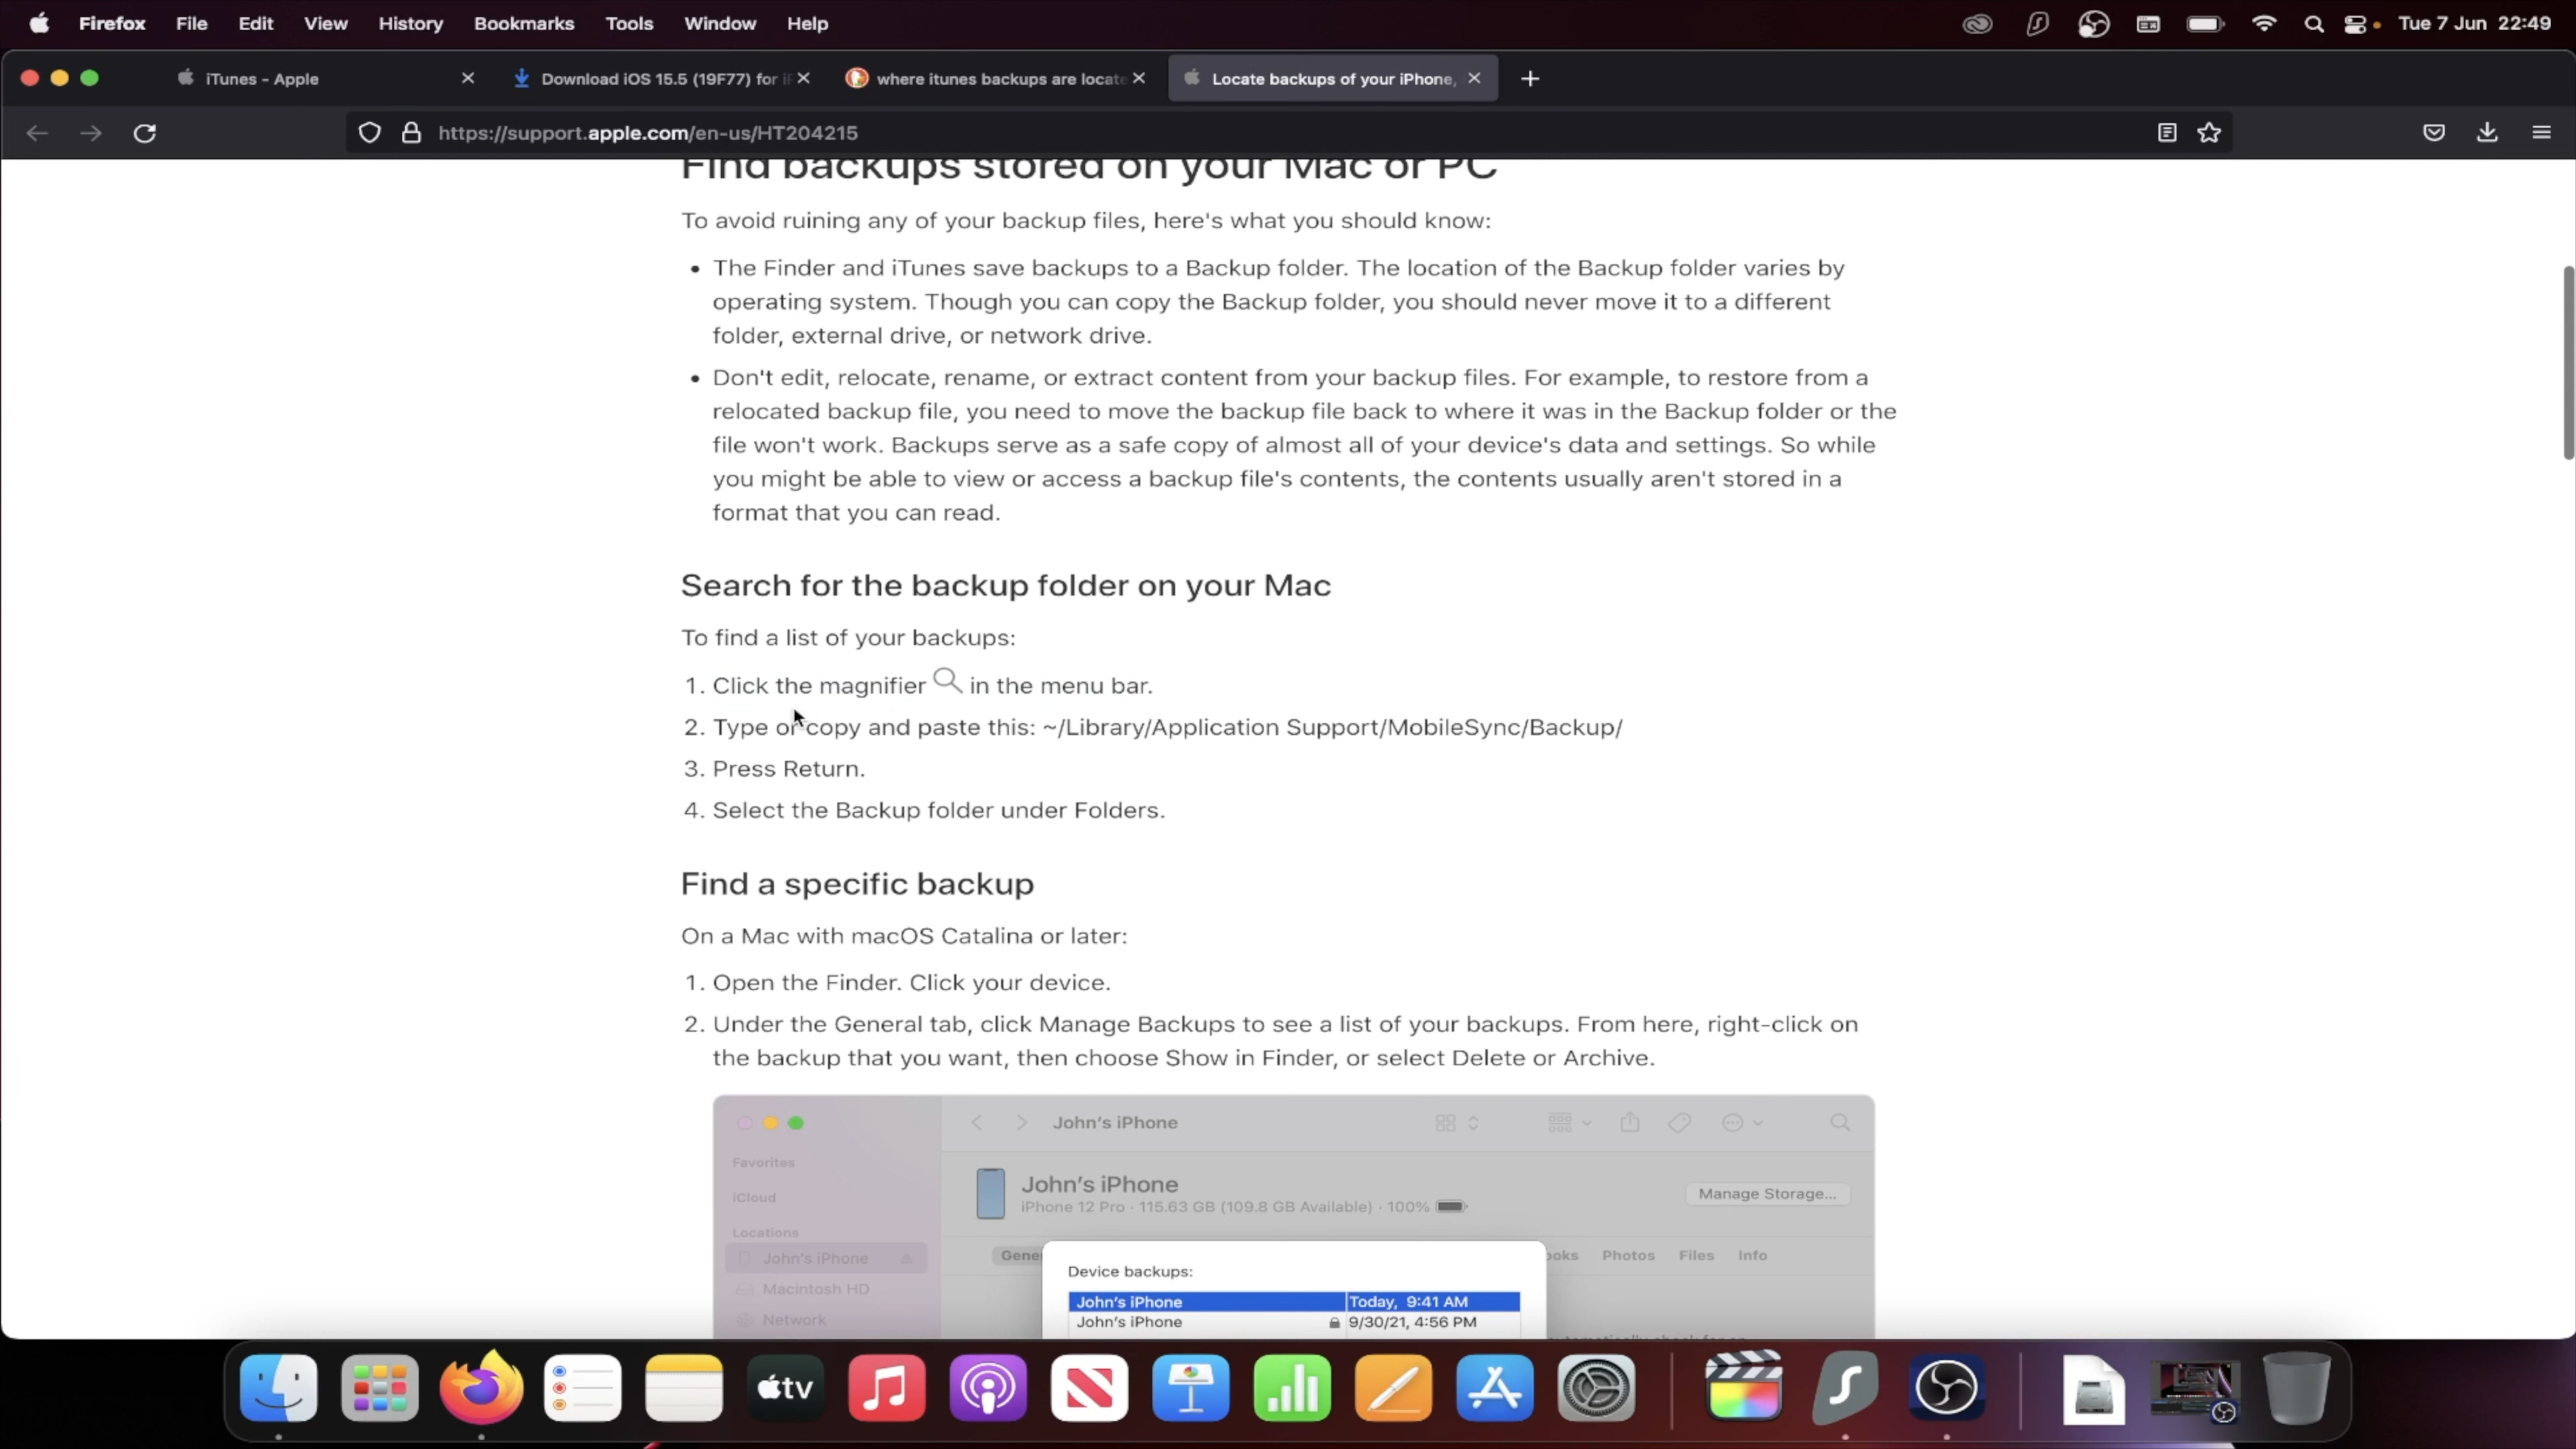 Firefox File Edit View History Bookmarks Tools Window Help Tue 7 Jun 22:49
iTunes - Apple
Download iOS 15.5 (19F77) for
where itunes backups are locate
Locate backups of your iPhone,
https://support.apple.com/en-us/HT204215
Find backups stored on your Mac or PC
To avoid ruining any of your backup files, here's what you should know:
• The Finder and iTunes save backups to a Backup folder. The location of the Backup folder varies by
operating system. Though you can copy the Backup folder, you should never move it to a different
folder, external drive, or network drive.
• Don't edit, relocate, rename, or extract content from your backup files. For example, to restore from a
relocated backup file, you need to move the backup file back to where it was in the Backup folder or the
file won't work. Backups serve as a safe copy of almost all of your device's data and settings. So while
you might be able to view or access a backup file's contents, the contents usually aren't stored in a
format that you can read.
Search for the backup folder on your Mac
To find a list of your backups:
1. Click the magnifier in the menu bar.
2. Type or copy and paste this: ~/Library/Application Support/MobileSync/Backup/
3. Press Return.
4. Select the Backup folder under Folders.
Find a specific backup
On a Mac with macOS Catalina or later:
1. Open the Finder. Click your device.
2. Under the General tab, click Manage Backups to see a list of your backups. From here, right-click on
the backup that you want, then choose Show in Finder, or select Delete or Archive.
John's iPhone
Favorites
iCloud
Locations
John's iPhone
Macintosh HD
Network
John's iPhone
iPhone 12 Pro · 115.63 GB (109.8 GB Available) · 100%
Manage Storage...
Gene
ooks Photos Files Info
Device backups:
John's iPhone Today, 9:41 AM
John's iPhone 9/30/21, 4:56 PM
tv